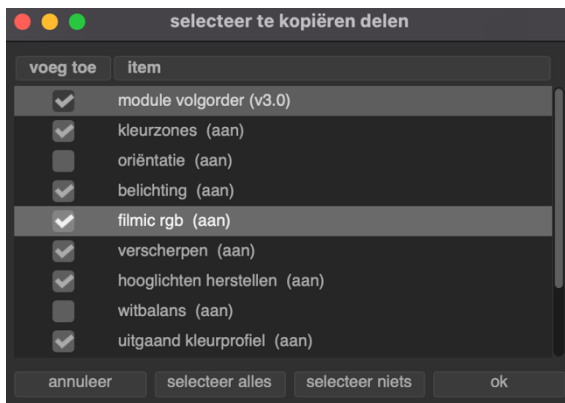 selecteer te kopiëren delen
voeg toe item
module volgorder (v3.0)
kleurzones (aan)
oriëntatie (aan)
belichting (aan)
filmic rgb (aan)
verscherpen (aan)
hooglichten herstellen (aan)
witbalans (aan)
uitgaand kleurprofiel (aan)
annuleer selecteer alles selecteer niets ok